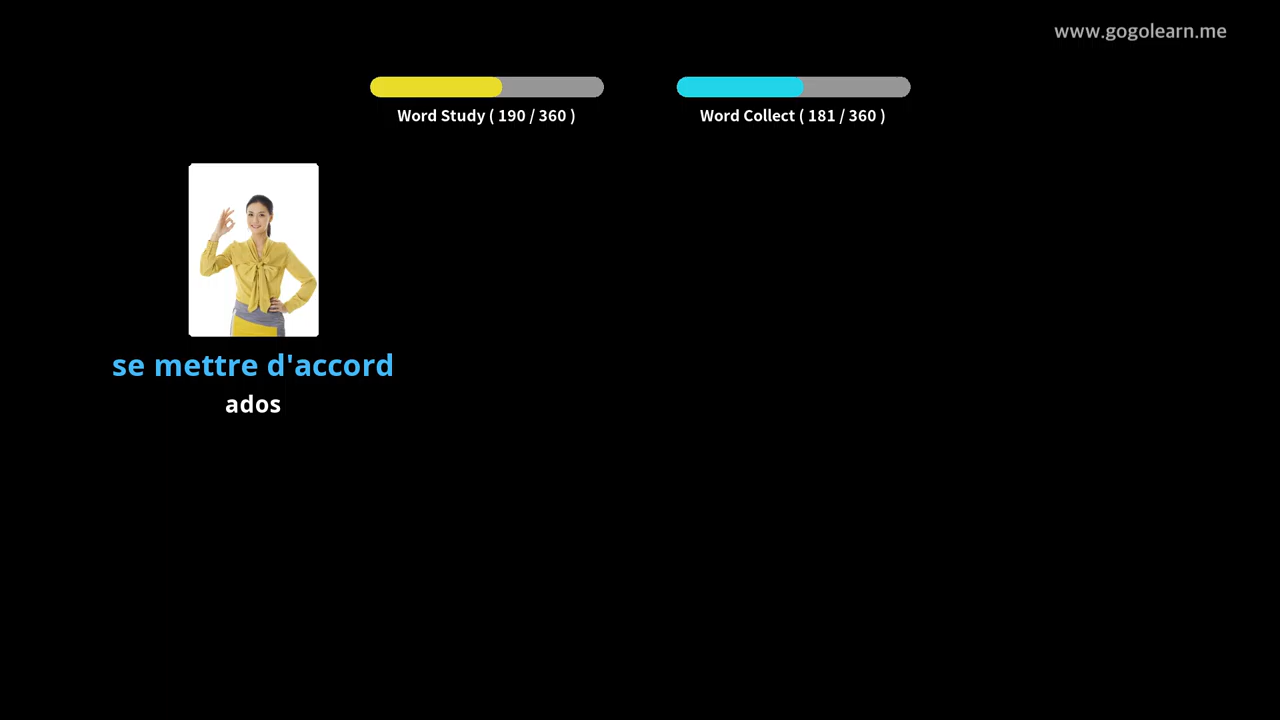 www.gogolearn.me
Word Study ( 190 / 360 )
Word Collect ( 181 / 360 )
se mettre d'accord
ados